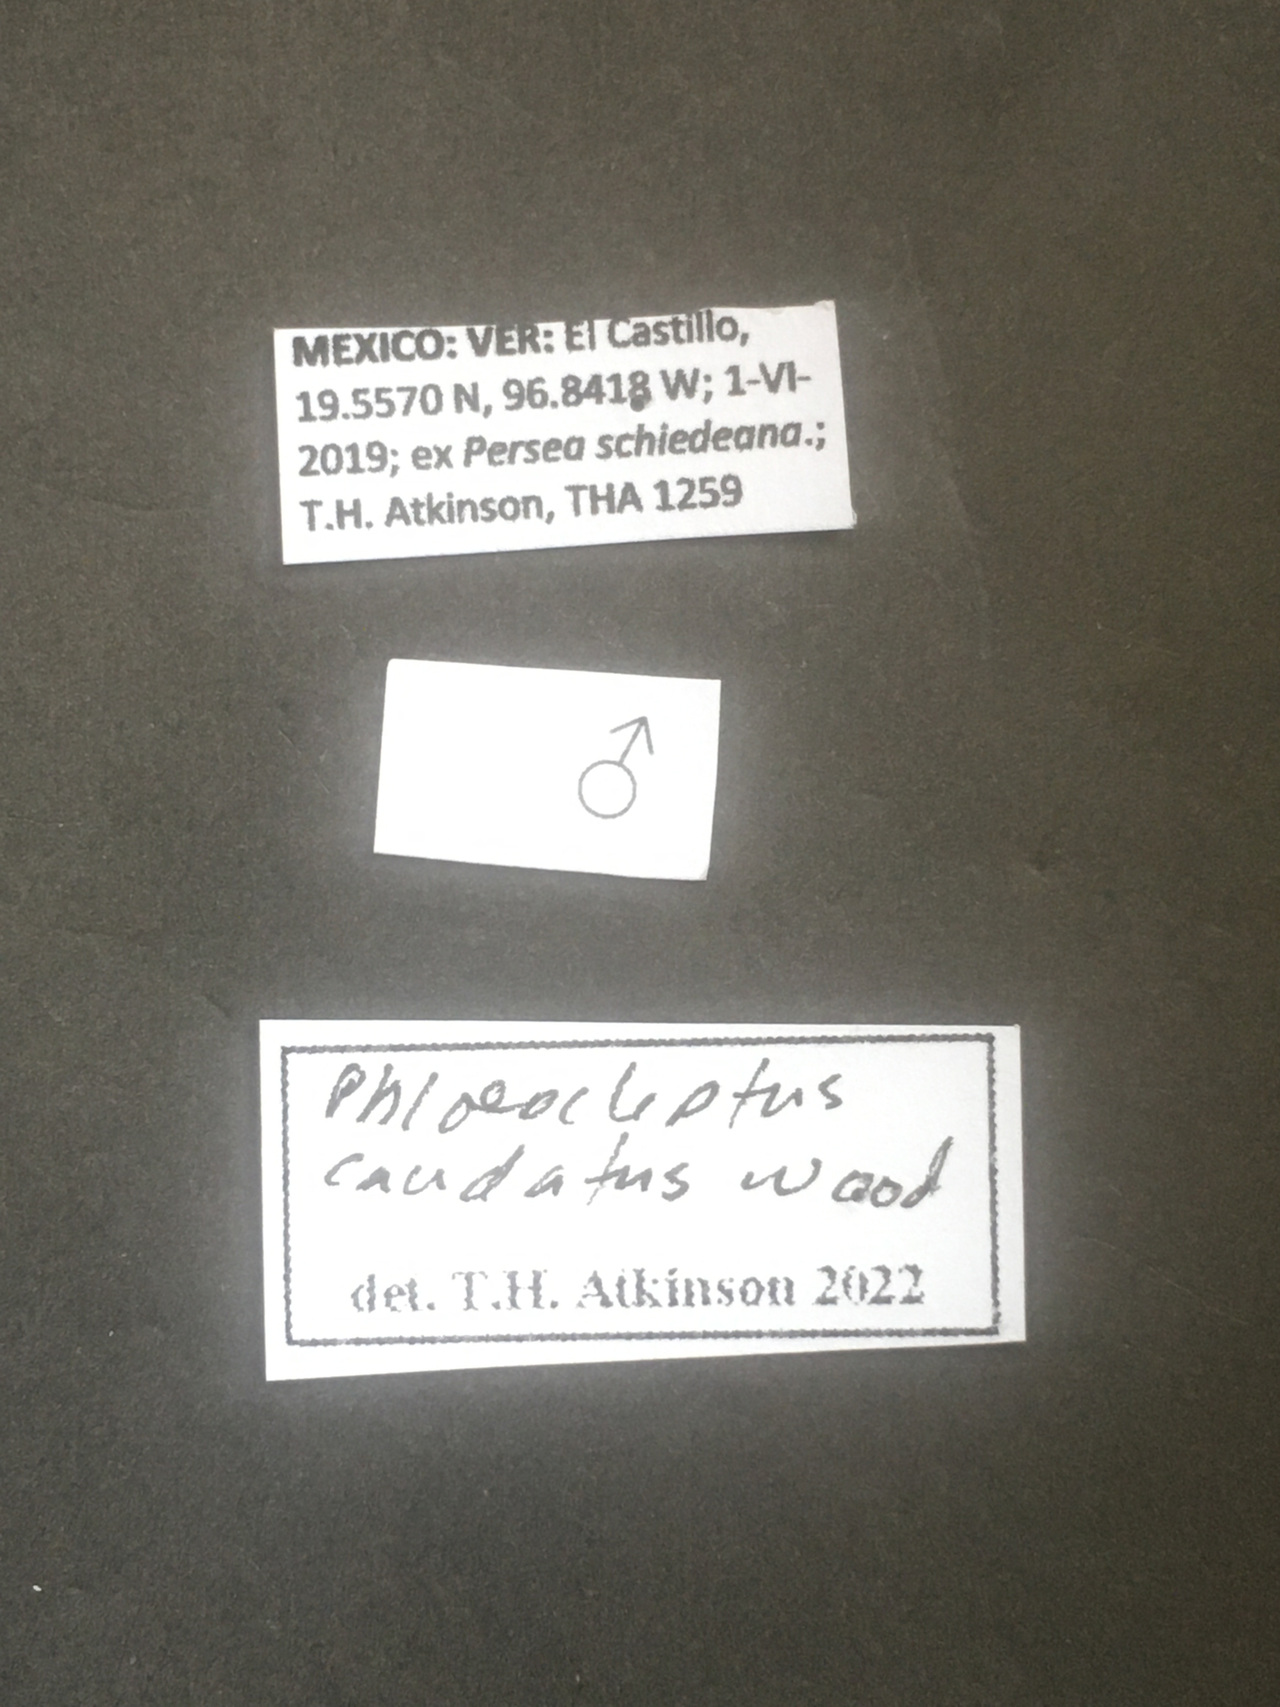 MEXICO: VER: El Castillo,
19.5570 N, 96.8418 W; 1-VI-
2019; ex Persea schiedeana.;
T.H. Atkinson, THA 1259
♂
Phloeocleptus
caudatus Wood
det. T.H. Atkinson 2022